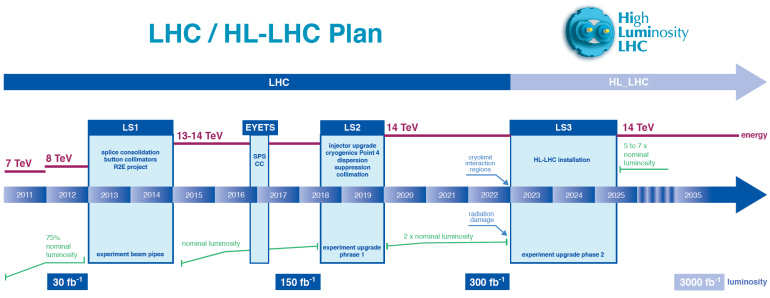 LHC / HL-LHC Plan
High
Luminosity
LHC
LHC
HL_LHC
LS1
EYETS
LS2
14 TeV
LS3
14 TeV
13-14 TeV
energy
7 TeV
8 TeV
splice consolidation
button collimators
R2E project
SPS
CC
injector upgrade
cryogenics Point 4
dispersion
suppression
collimation
cryolimit
interaction
regions
HL-LHC installation
5 to 7 x
nominal
luminosity
2011
2012
2013
2014
2015
2016
2017
2018
2019
2020
2021
2022
2023
2024
2025
2035
radiation
damage
75%
nominal
luminosity
experiment beam pipes
nominal luminosity
experiment upgrade
phrase 1
2 x nominal luminosity
experiment upgrade phase 2
30 fb-1
150 fb-1
300 fb-1
3000 fb-1
luminosity